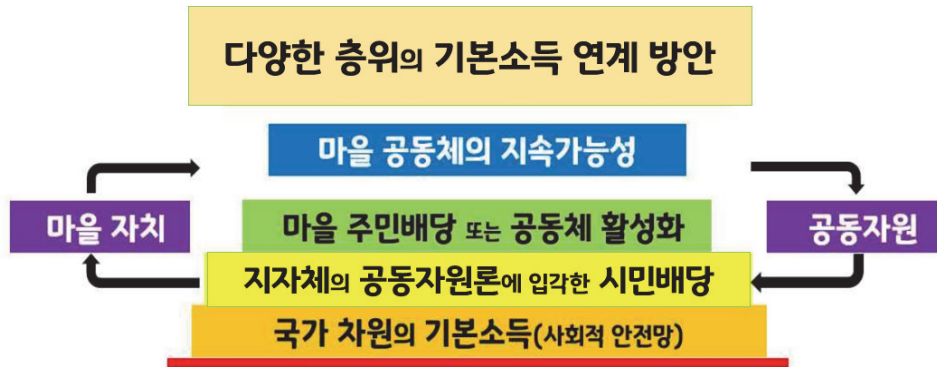 다양한 층위의 기본소득 연계 방안
마을 공동체의 지속가능성
마을 자치
마을 주민배당 또는 공동체 활성화
공동자원
지자체의 공동자원론에 입각한 시민배당
국가 차원의 기본소득(사회적 안전망)